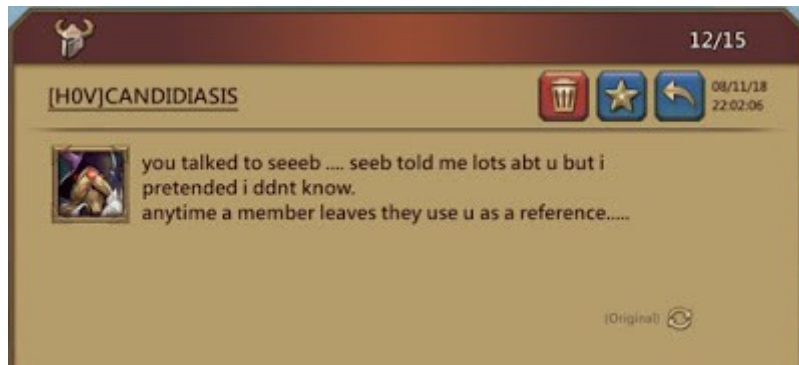 12/15
[H0V]CANDIDIASIS
08/11/18
22:02:06
you talked to seeeb .... seeb told me lots abt u but i
pretended i ddnt know.
anytime a member leaves they use u as a reference.....
(Original)